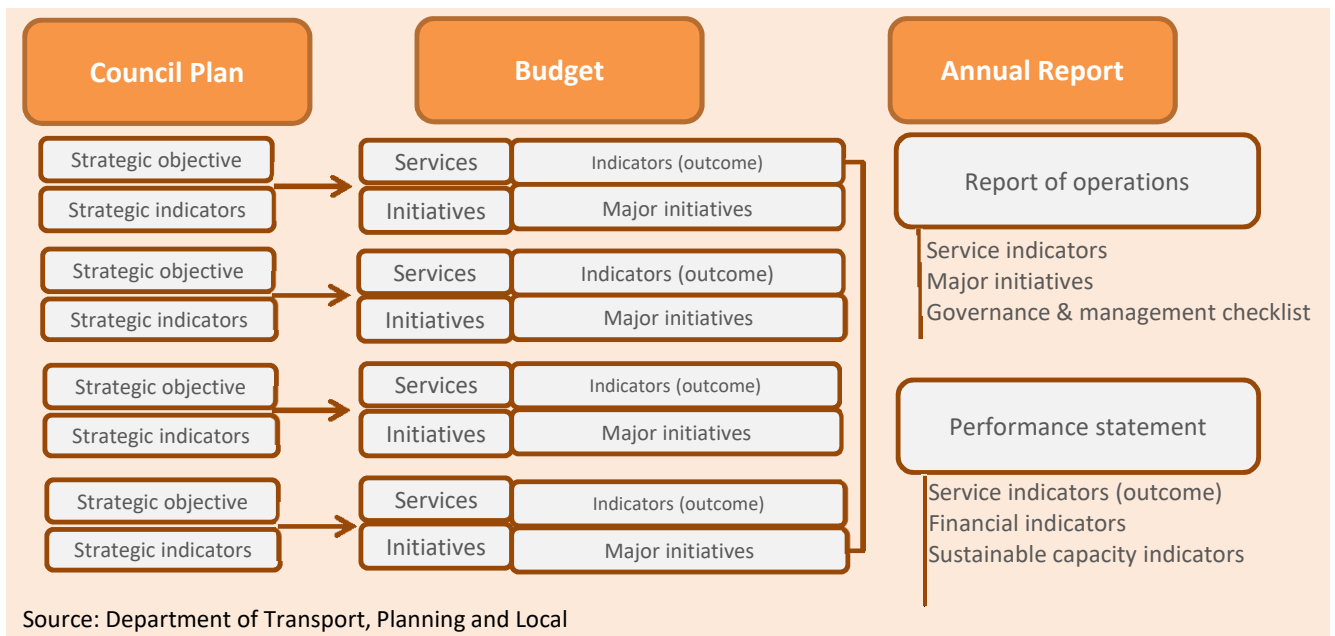 Council Plan
Budget
Annual Report
Strategic objective
Strategic indicators
Services
Indicators (outcome)
Initiatives
Major initiatives
Strategic objective
Strategic indicators
Services
Indicators (outcome)
Initiatives
Major initiatives
Strategic objective
Strategic indicators
Services
Indicators (outcome)
Initiatives
Major initiatives
Strategic objective
Strategic indicators
Services
Indicators (outcome)
Initiatives
Major initiatives
Report of operations
Service indicators
Major initiatives
Governance & management checklist
Performance statement
Service indicators (outcome)
Financial indicators
Sustainable capacity indicators
Source: Department of Transport, Planning and Local